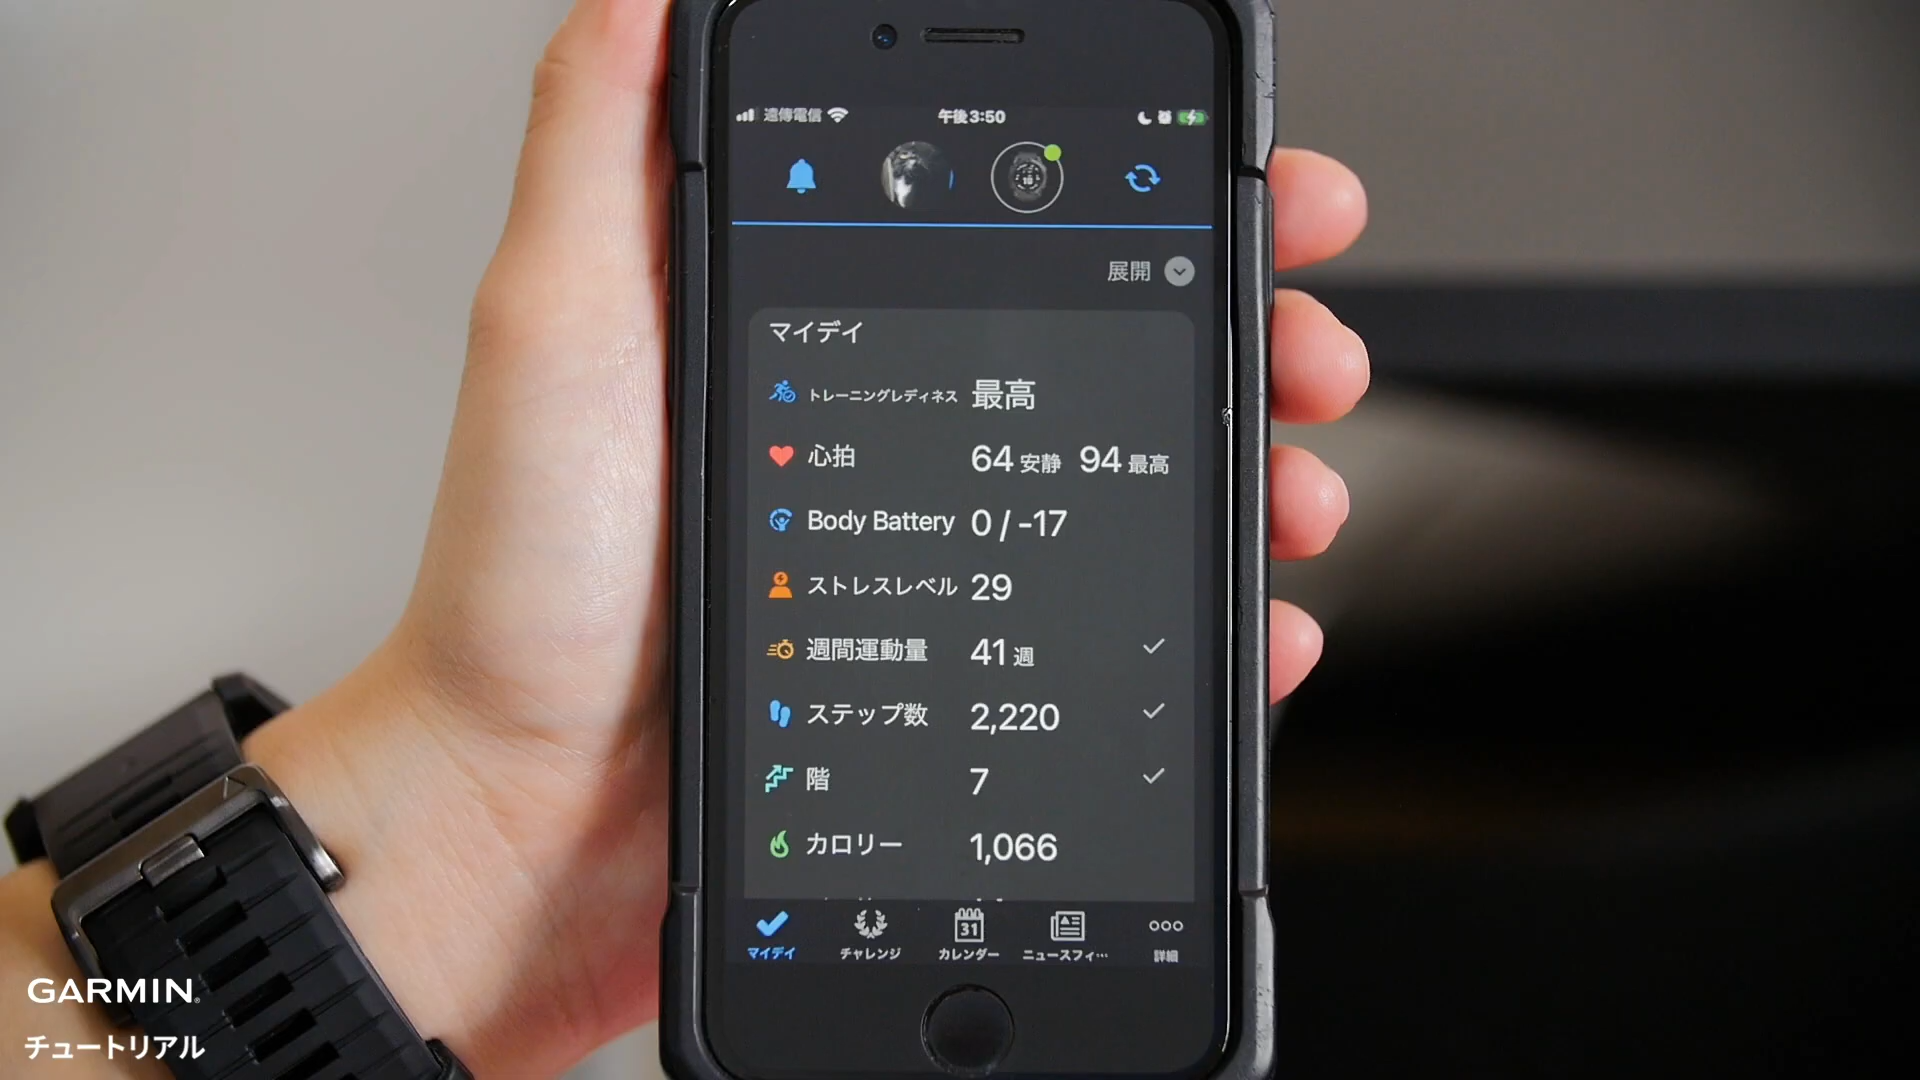 遠傳電信 午後3:50
展開
マイデイ
トレーニングレディネス 最高
心拍 64 安静 94 最高
Body Battery 0 / -17
ストレスレベル 29
週間運動量 41 週
ステップ数 2,220
階 7
カロリー 1,066
31
マイデイ チャレンジ カレンダー ニュースフィ… 詳細
GARMIN®
チュートリアル